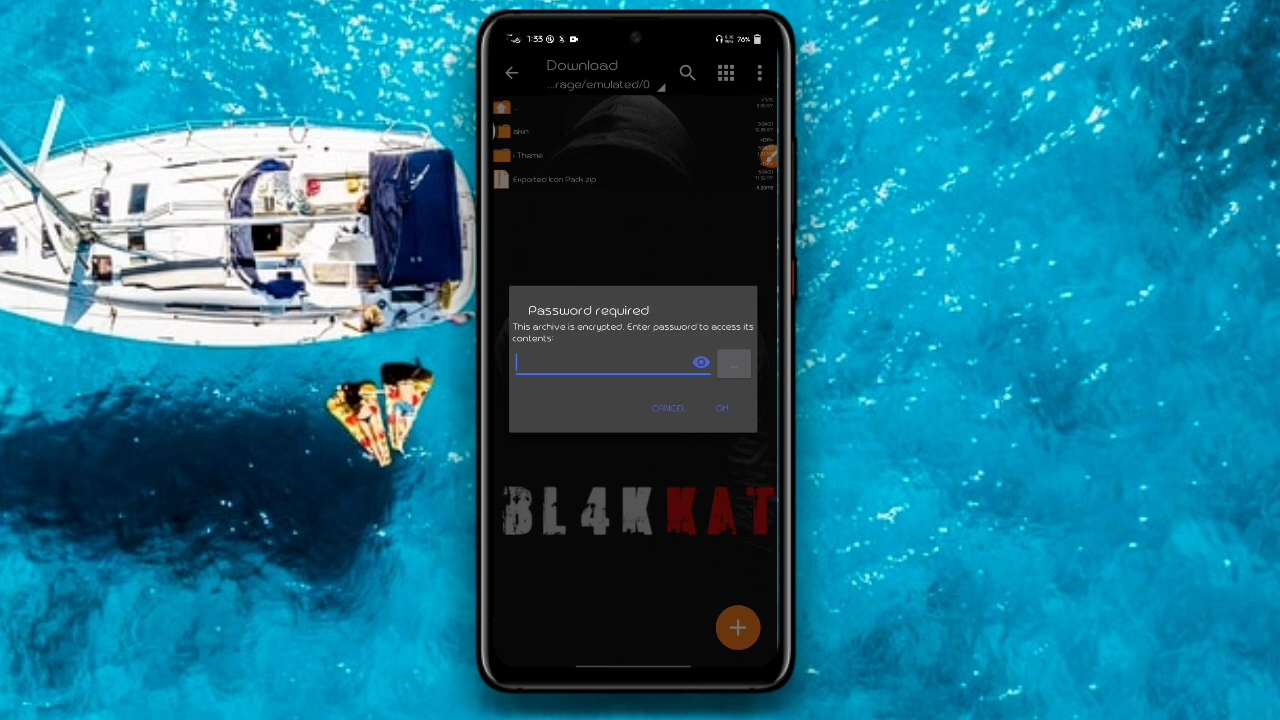 1:33
76%
Download
...rage/emulated/0
..
i Theme
Exported Icon Pack.zip
Password required
This archive is encrypted. Enter password to access its
contents:
...
CANCEL
OK
BL4KKAT